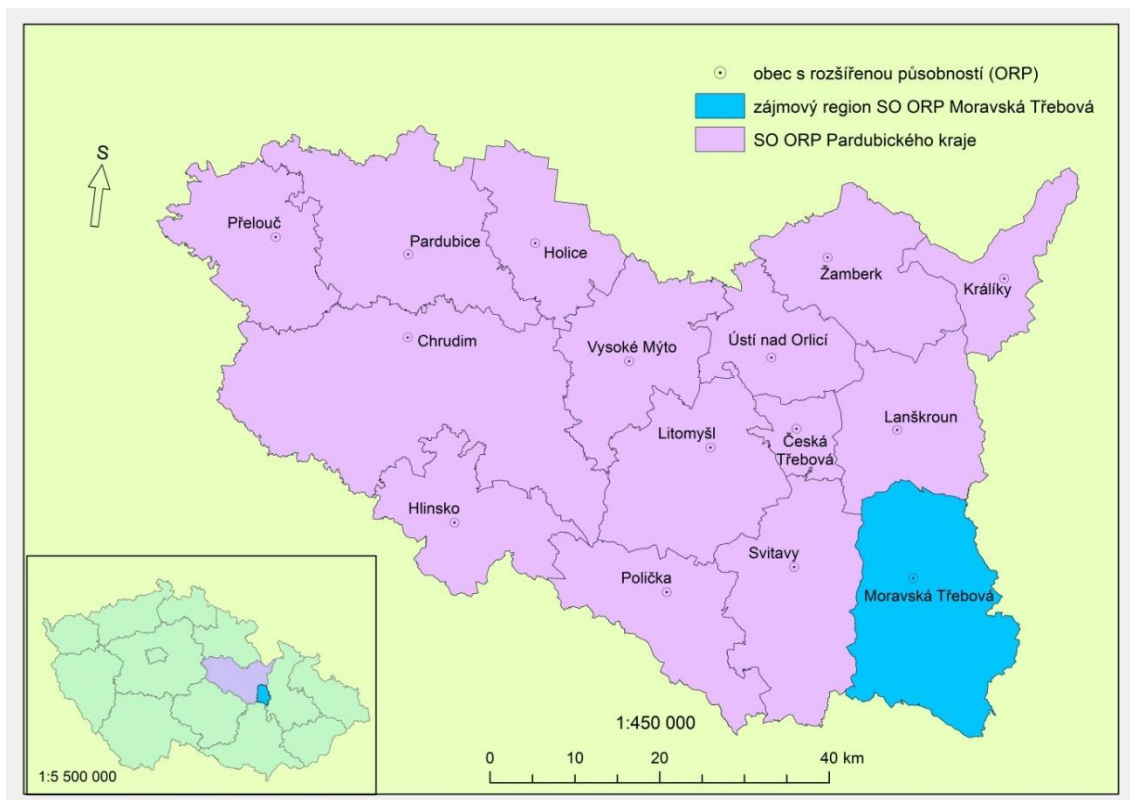 obec s rozšířenou působností (ORP)
zájmový region SO ORP Moravská Třebová
SO ORP Pardubického kraje
S
Přelouč
Pardubice
Holice
Žamberk
Králíky
Chrudim
Vysoké Mýto
Ústí nad Orlicí
Lanškroun
Litomyšl
Česká
Třebová
Hlinsko
Svitavy
Polička
Moravská Třebová
1:450 000
0 10 20 40 km
1:5 500 000